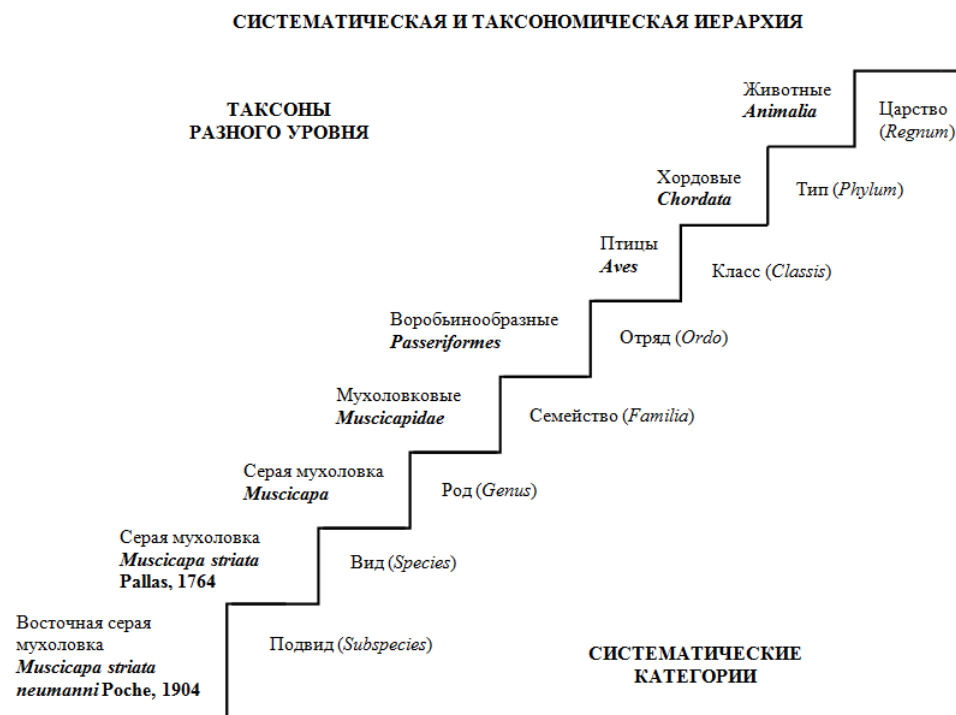 СИСТЕМАТИЧЕСКАЯ И ТАКСОНОМИЧЕСКАЯ ИЕРАРХИЯ
ТАКСОНЫ
РАЗНОГО УРОВНЯ
Животные
Animalia
Царство
(Regnum)
Хордовые
Chordata
Тип (Phylum)
Птицы
Aves
Класс (Classis)
Воробьинообразные
Passeriformes
Отряд (Ordo)
Мухоловковые
Muscicapidae
Семейство (Familia)
Серая мухоловка
Muscicapa
Род (Genus)
Серая мухоловка
Muscicapa striata
Pallas, 1764
Вид (Species)
Восточная серая
мухоловка
Muscicapa striata
neumanni Poche, 1904
Подвид (Subspecies)
СИСТЕМАТИЧЕСКИЕ
КАТЕГОРИИ